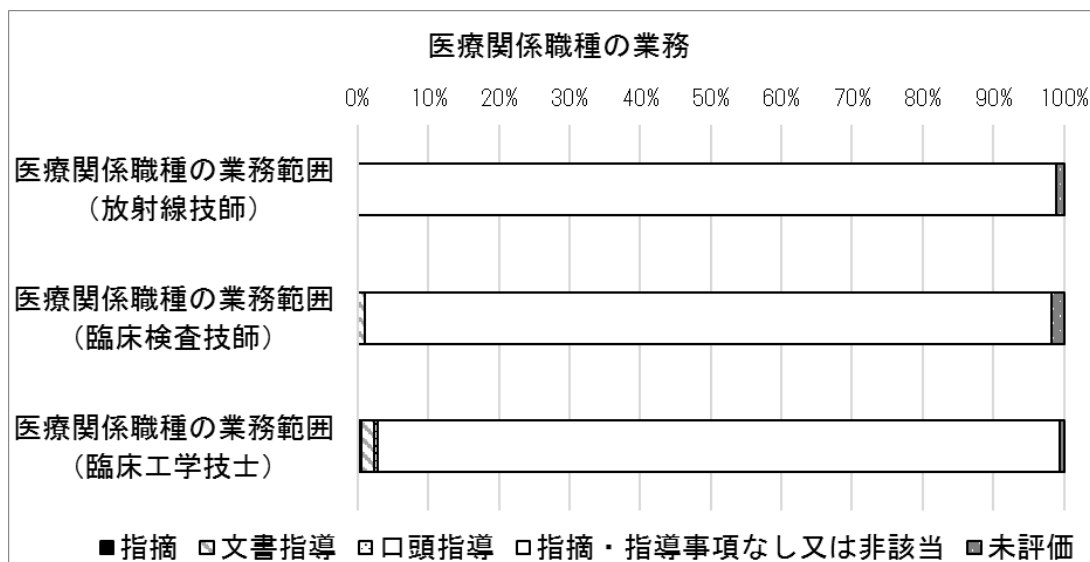 医療関係職種の業務
0% 10% 20% 30% 40% 50% 60% 70% 80% 90% 100%
医療関係職種の業務範囲
（放射線技師）
医療関係職種の業務範囲
（臨床検査技師）
医療関係職種の業務範囲
（臨床工学技士）
指摘 文書指導 口頭指導 指摘・指導事項なし又は非該当 未評価